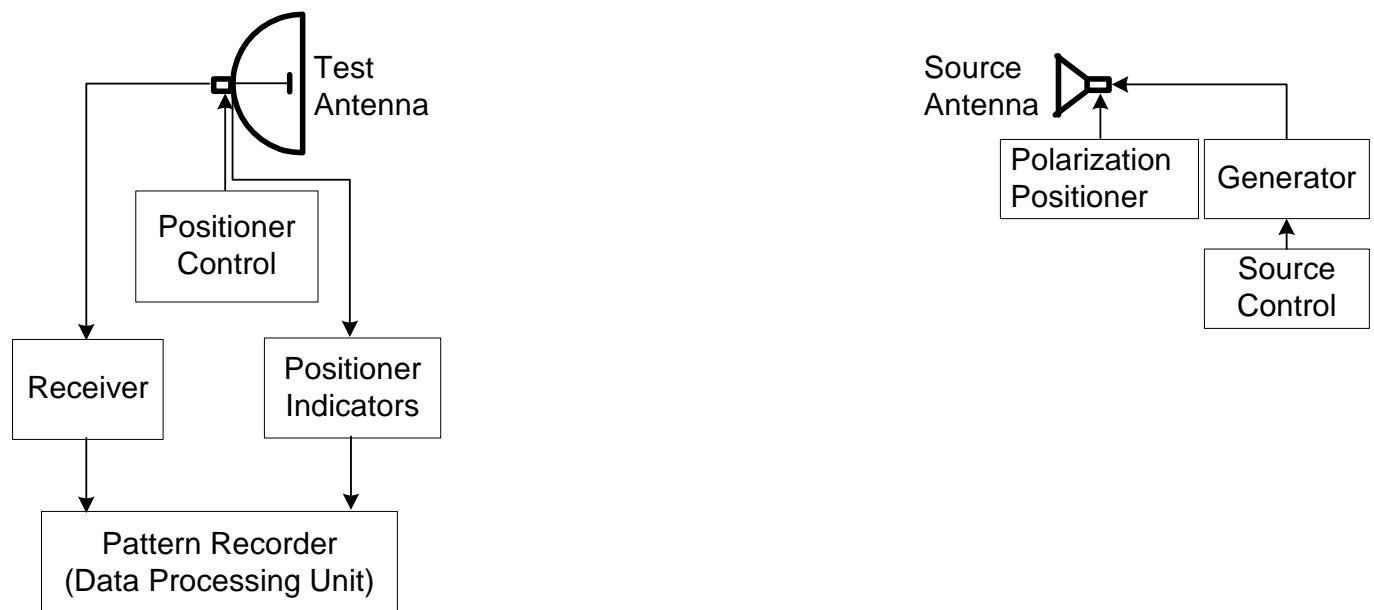 Test
Antenna
Source
Antenna
Polarization
Positioner
Generator
Positioner
Control
Source
Control
Receiver
Positioner
Indicators
Pattern Recorder
(Data Processing Unit)